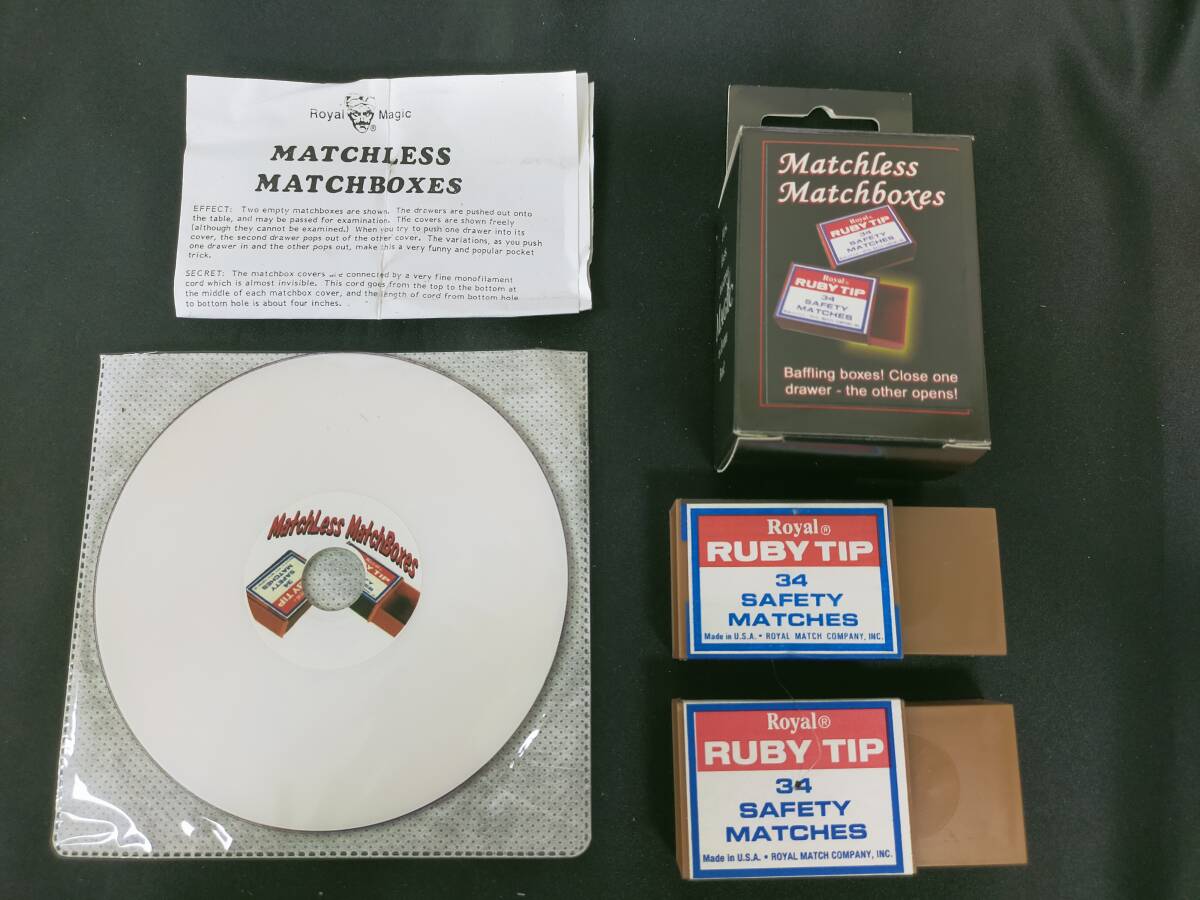 Royal Magic ®
MATCHLESS
MATCHBOXES
EFFECT: Two empty matchboxes are shown. The drawers are pushed out onto
the table, and may be passed for examination. The covers are shown freely
(although they cannot be examined.) When you try to push one drawer into its
cover, the second drawer pops out of the other cover. The variations, as you push
one drawer in and the other pops out, make this a very funny and popular pocket
trick.
SECRET: The matchbox covers are connected by a very fine monofilament
cord which is almost invisible. This cord goes from the top to the bottom at
the middle of each matchbox cover, and the length of cord from bottom hole
to bottom hole is about four inches.
Matchless
Matchboxes
Royal®
RUBY TIP
34
SAFETY
MATCHES
Royal®
RUBY TIP
34
SAFETY
MATCHES
Baffling boxes! Close one
drawer - the other opens!
MatchLess MatchBoxes
34
SAFETY
MATCHES
RUBY TIP
Royal®
RUBY TIP
34
SAFETY
MATCHES
Made in U.S.A. • ROYAL MATCH COMPANY, INC.
Royal®
RUBY TIP
34
SAFETY
MATCHES
Made in U.S.A. • ROYAL MATCH COMPANY, INC.